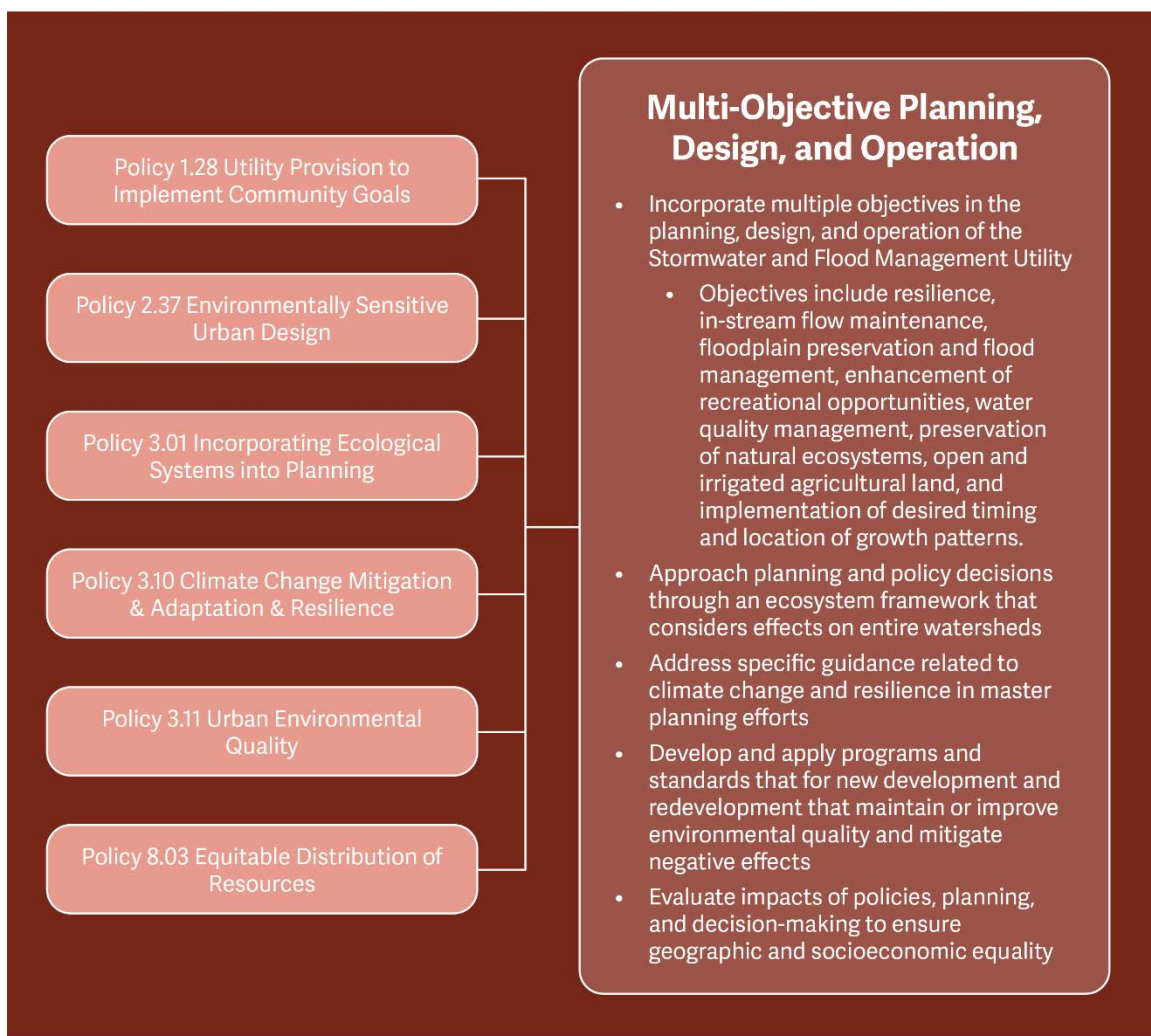 Policy 1.28 Utility Provision to
Implement Community Goals
Policy 2.37 Environmentally Sensitive
Urban Design
Policy 3.01 Incorporating Ecological
Systems into Planning
Policy 3.10 Climate Change Mitigation
& Adaptation & Resilience
Policy 3.11 Urban Environmental
Quality
Policy 8.03 Equitable Distribution of
Resources
Multi-Objective Planning,
Design, and Operation
• Incorporate multiple objectives in the
planning, design, and operation of the
Stormwater and Flood Management Utility
• Objectives include resilience,
in-stream flow maintenance,
floodplain preservation and flood
management, enhancement of
recreational opportunities, water
quality management, preservation
of natural ecosystems, open and
irrigated agricultural land, and
implementation of desired timing
and location of growth patterns.
• Approach planning and policy decisions
through an ecosystem framework that
considers effects on entire watersheds
• Address specific guidance related to
climate change and resilience in master
planning efforts
• Develop and apply programs and
standards that for new development and
redevelopment that maintain or improve
environmental quality and mitigate
negative effects
• Evaluate impacts of policies, planning,
and decision-making to ensure
geographic and socioeconomic equality